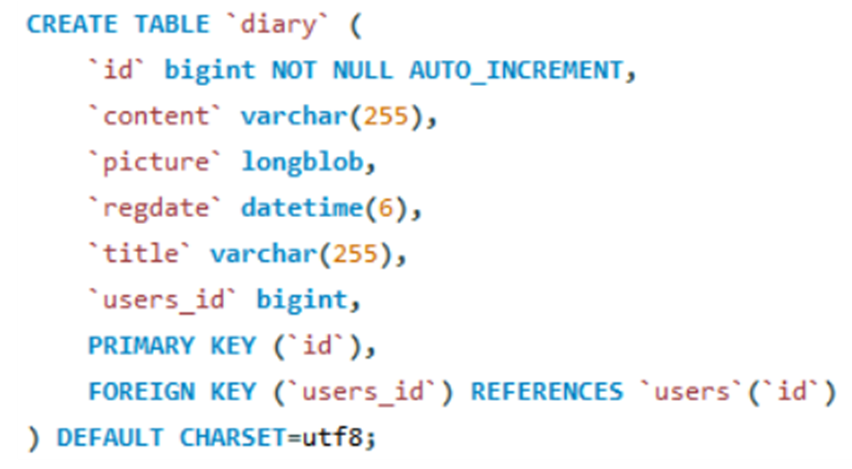 CREATE TABLE `diary` (
`id` bigint NOT NULL AUTO_INCREMENT,
`content` varchar(255),
`picture` longblob,
`regdate` datetime(6),
`title` varchar(255),
`users_id` bigint,
PRIMARY KEY (`id`),
FOREIGN KEY (`users_id`) REFERENCES `users`(`id`)
) DEFAULT CHARSET=utf8;